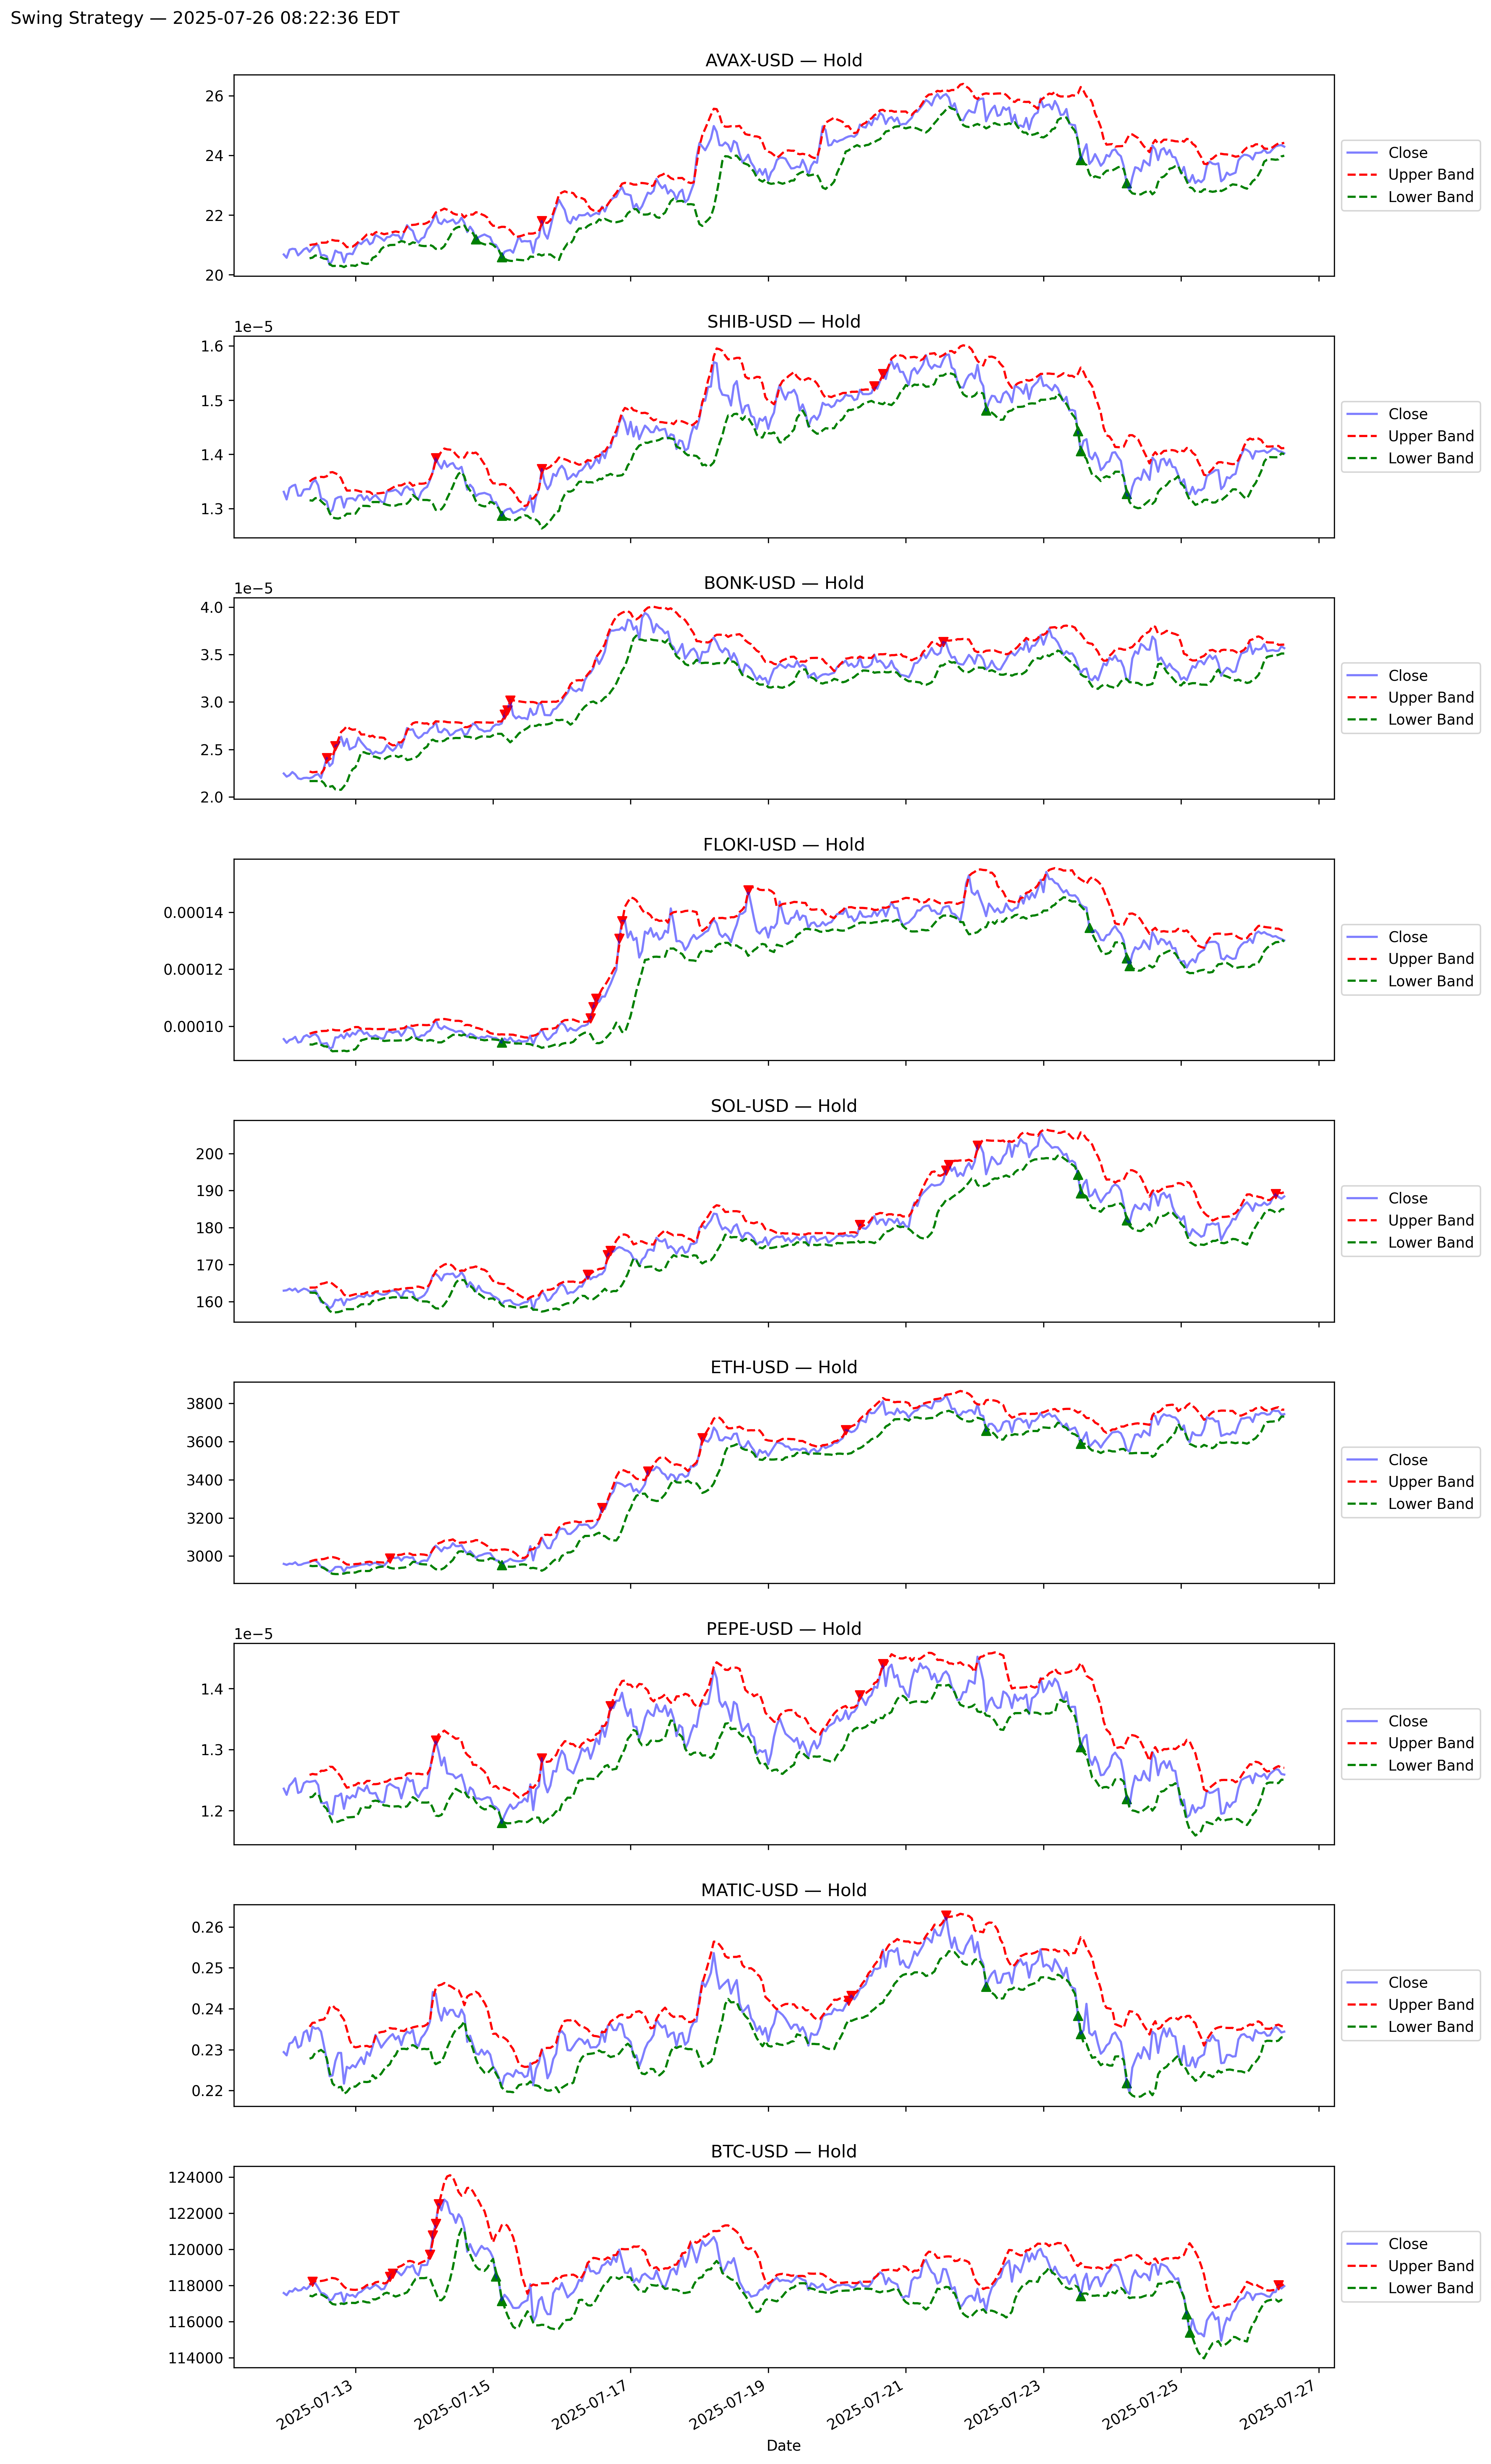 Swing Strategy — 2025-07-26 08:22:36 EDT
AVAX-USD — Hold
26
24
22
20
Close
Upper Band
Lower Band
SHIB-USD — Hold
1e−5
1.6
1.5
1.4
1.3
Close
Upper Band
Lower Band
BONK-USD — Hold
1e−5
4.0
3.5
3.0
2.5
2.0
Close
Upper Band
Lower Band
FLOKI-USD — Hold
0.00014
0.00012
0.00010
Close
Upper Band
Lower Band
SOL-USD — Hold
200
190
180
170
160
Close
Upper Band
Lower Band
ETH-USD — Hold
3800
3600
3400
3200
3000
Close
Upper Band
Lower Band
PEPE-USD — Hold
1e−5
1.4
1.3
1.2
Close
Upper Band
Lower Band
MATIC-USD — Hold
0.26
0.25
0.24
0.23
0.22
Close
Upper Band
Lower Band
BTC-USD — Hold
124000
122000
120000
118000
116000
114000
Close
Upper Band
Lower Band
2025-07-13
2025-07-15
2025-07-17
2025-07-19
2025-07-21
2025-07-23
2025-07-25
2025-07-27
Date